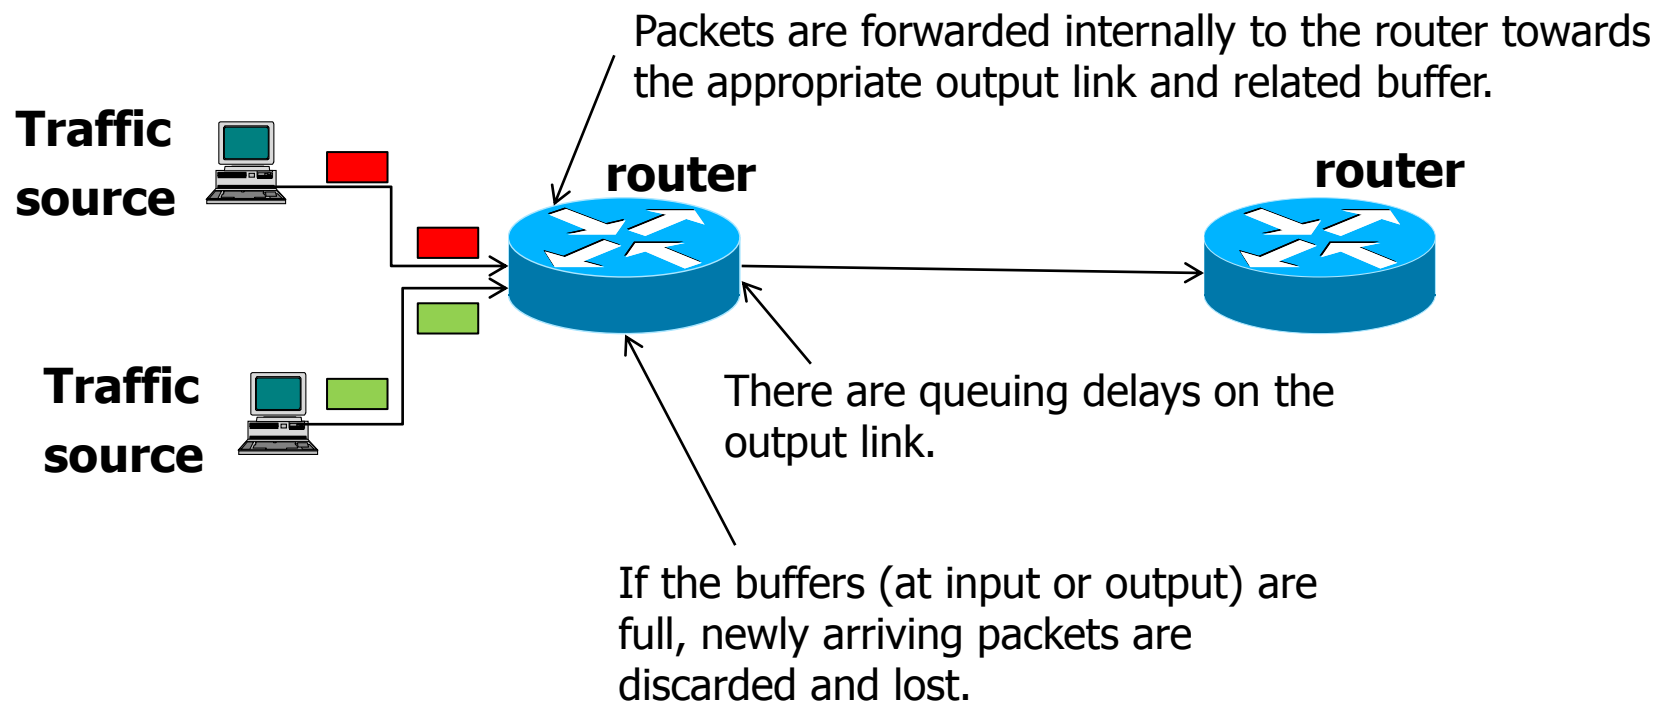 Packets are forwarded internally to the router towards
the appropriate output link and related buffer.
Traffic
source
router
router
Traffic
source
There are queuing delays on the
output link.
If the buffers (at input or output) are
full, newly arriving packets are
discarded and lost.